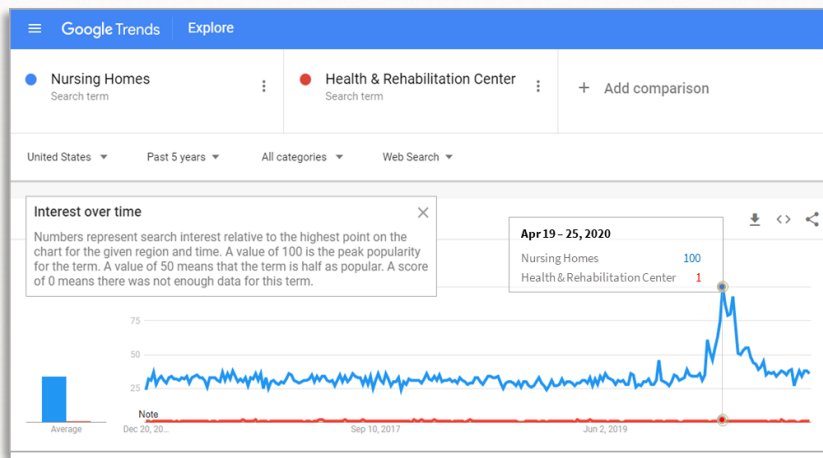 Google Trends
Explore
Nursing Homes
Search term
Health & Rehabilitation Center
Search term
+ Add comparison
United States
Past 5 years
All categories
Web Search
Interest over time
Numbers represent search interest relative to the highest point on the
chart for the given region and time. A value of 100 is the peak popularity
for the term. A value of 50 means that the term is half as popular. A score
of 0 means there was not enough data for this term.
Apr 19 – 25, 2020
Nursing Homes 100
Health & Rehabilitation Center 1
75
50
25
Note
Average
Dec 20, 20...
Sep 10, 2017
Jun 2, 2019